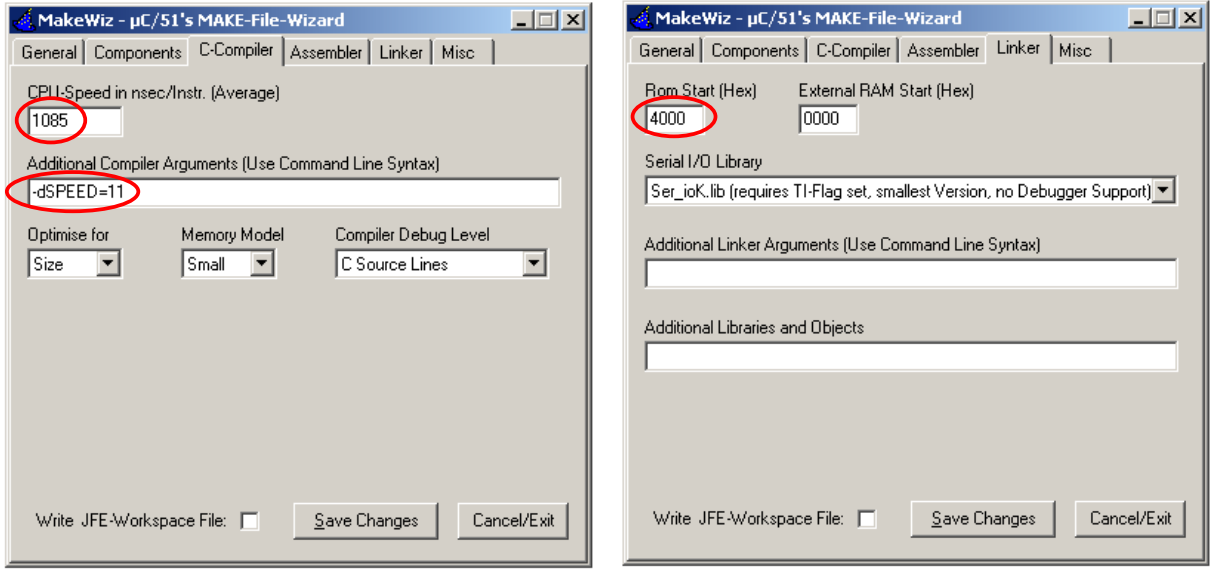 MakeWiz - µC/51's MAKE-File-Wizard
General Components C-Compiler Assembler Linker Misc
CPU-Speed in nsec/Instr. (Average)
1085
Additional Compiler Arguments (Use Command Line Syntax)
-dSPEED=11
Optimise for Memory Model Compiler Debug Level
Size Small C Source Lines
Write JFE-Workspace File: Save Changes Cancel/Exit
MakeWiz - µC/51's MAKE-File-Wizard
General Components C-Compiler Assembler Linker Misc
Rom Start (Hex) External RAM Start (Hex)
4000 0000
Serial I/O Library
Ser_ioK.lib (requires TI-Flag set, smallest Version, no Debugger Support)
Additional Linker Arguments (Use Command Line Syntax)
Additional Libraries and Objects
Write JFE-Workspace File: Save Changes Cancel/Exit